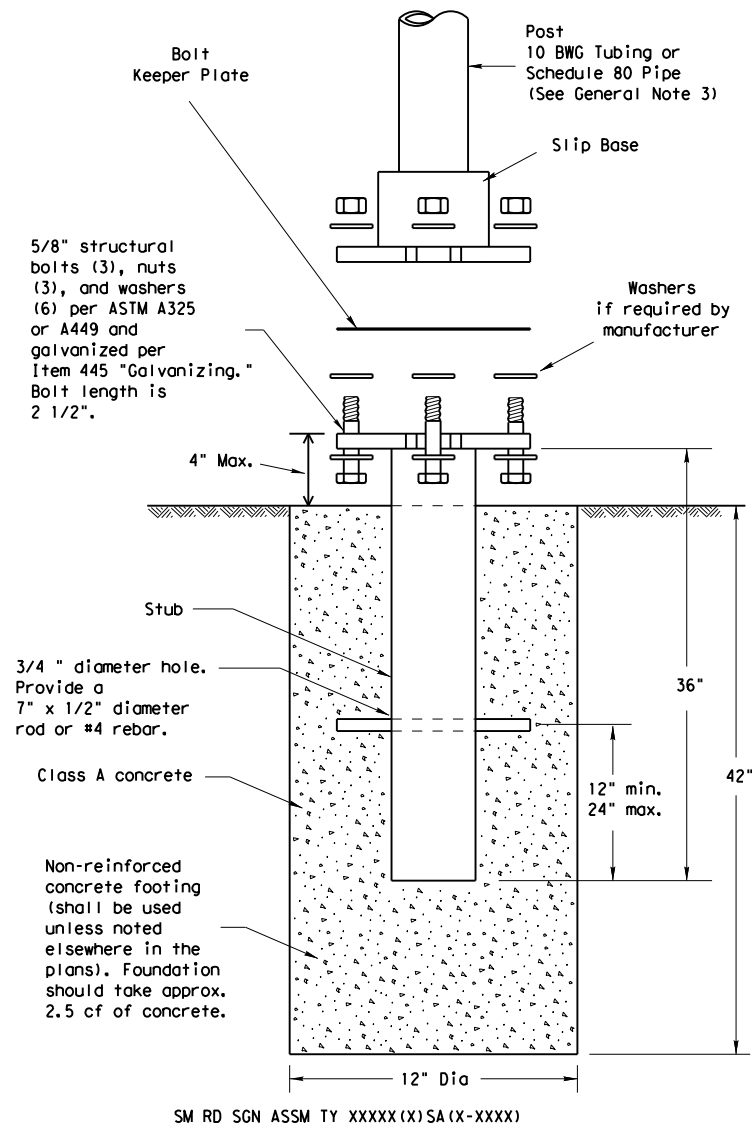 Bolt
Keeper Plate
Post
10 BWG Tubing or
Schedule 80 Pipe
(See General Note 3)
Slip Base
5/8" structural
bolts (3), nuts
(3), and washers
(6) per ASTM A325
or A449 and
galvanized per
Item 445 "Galvanizing."
Bolt length is
2 1/2".
Washers
if required by
manufacturer
4" Max.
Stub
3/4 " diameter hole.
Provide a
7" x 1/2" diameter
rod or #4 rebar.
36"
Class A concrete
12" min.
24" max.
42"
Non-reinforced
concrete footing
(shall be used
unless noted
elsewhere in the
plans). Foundation
should take approx.
2.5 cf of concrete.
12" Dia
SM RD SGN ASSM TY XXXXX(X)SA(X-XXXX)